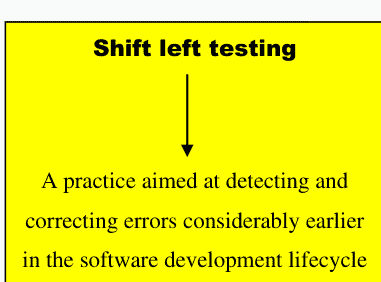 Shift left testing
A practice aimed at detecting and
correcting errors considerably earlier
in the software development lifecycle